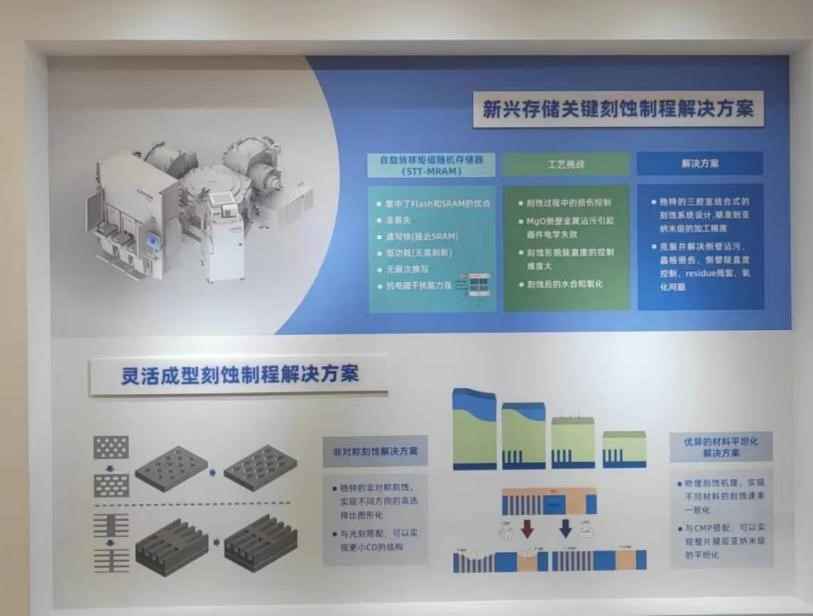 新兴存储关键刻蚀制程解决方案
自旋转移矩磁随机存储器
(STT-MRAM)
集中了Flash和SRAM的优点
非易失
读写快(接近SRAM)
低功耗(无需刷新)
无限次擦写
抗电磁干扰能力强
工艺挑战
刻蚀过程中的损伤控制
MgO侧壁金属沾污引起
器件电学失效
刻蚀形貌陡直度的控制
难度大
刻蚀后的水合和氧化
解决方案
独特的三腔室结合式的
刻蚀系统设计,精准到亚
纳米级的加工精度
克服并解决侧壁沾污、
晶格损伤、侧壁陡直度
控制、residue残留、氧
化问题
灵活成型刻蚀制程解决方案
非对称刻蚀解决方案
独特的非对称刻蚀,
实现不同方向的高选
择比图形化
与光刻搭配,可以实
现更小CD的结构
优异的材料平坦化
解决方案
物理刻蚀机理,实现
不同材料的刻蚀速率
一致化
与CMP搭配,可以实
现整片膜层亚纳米级
的平坦化